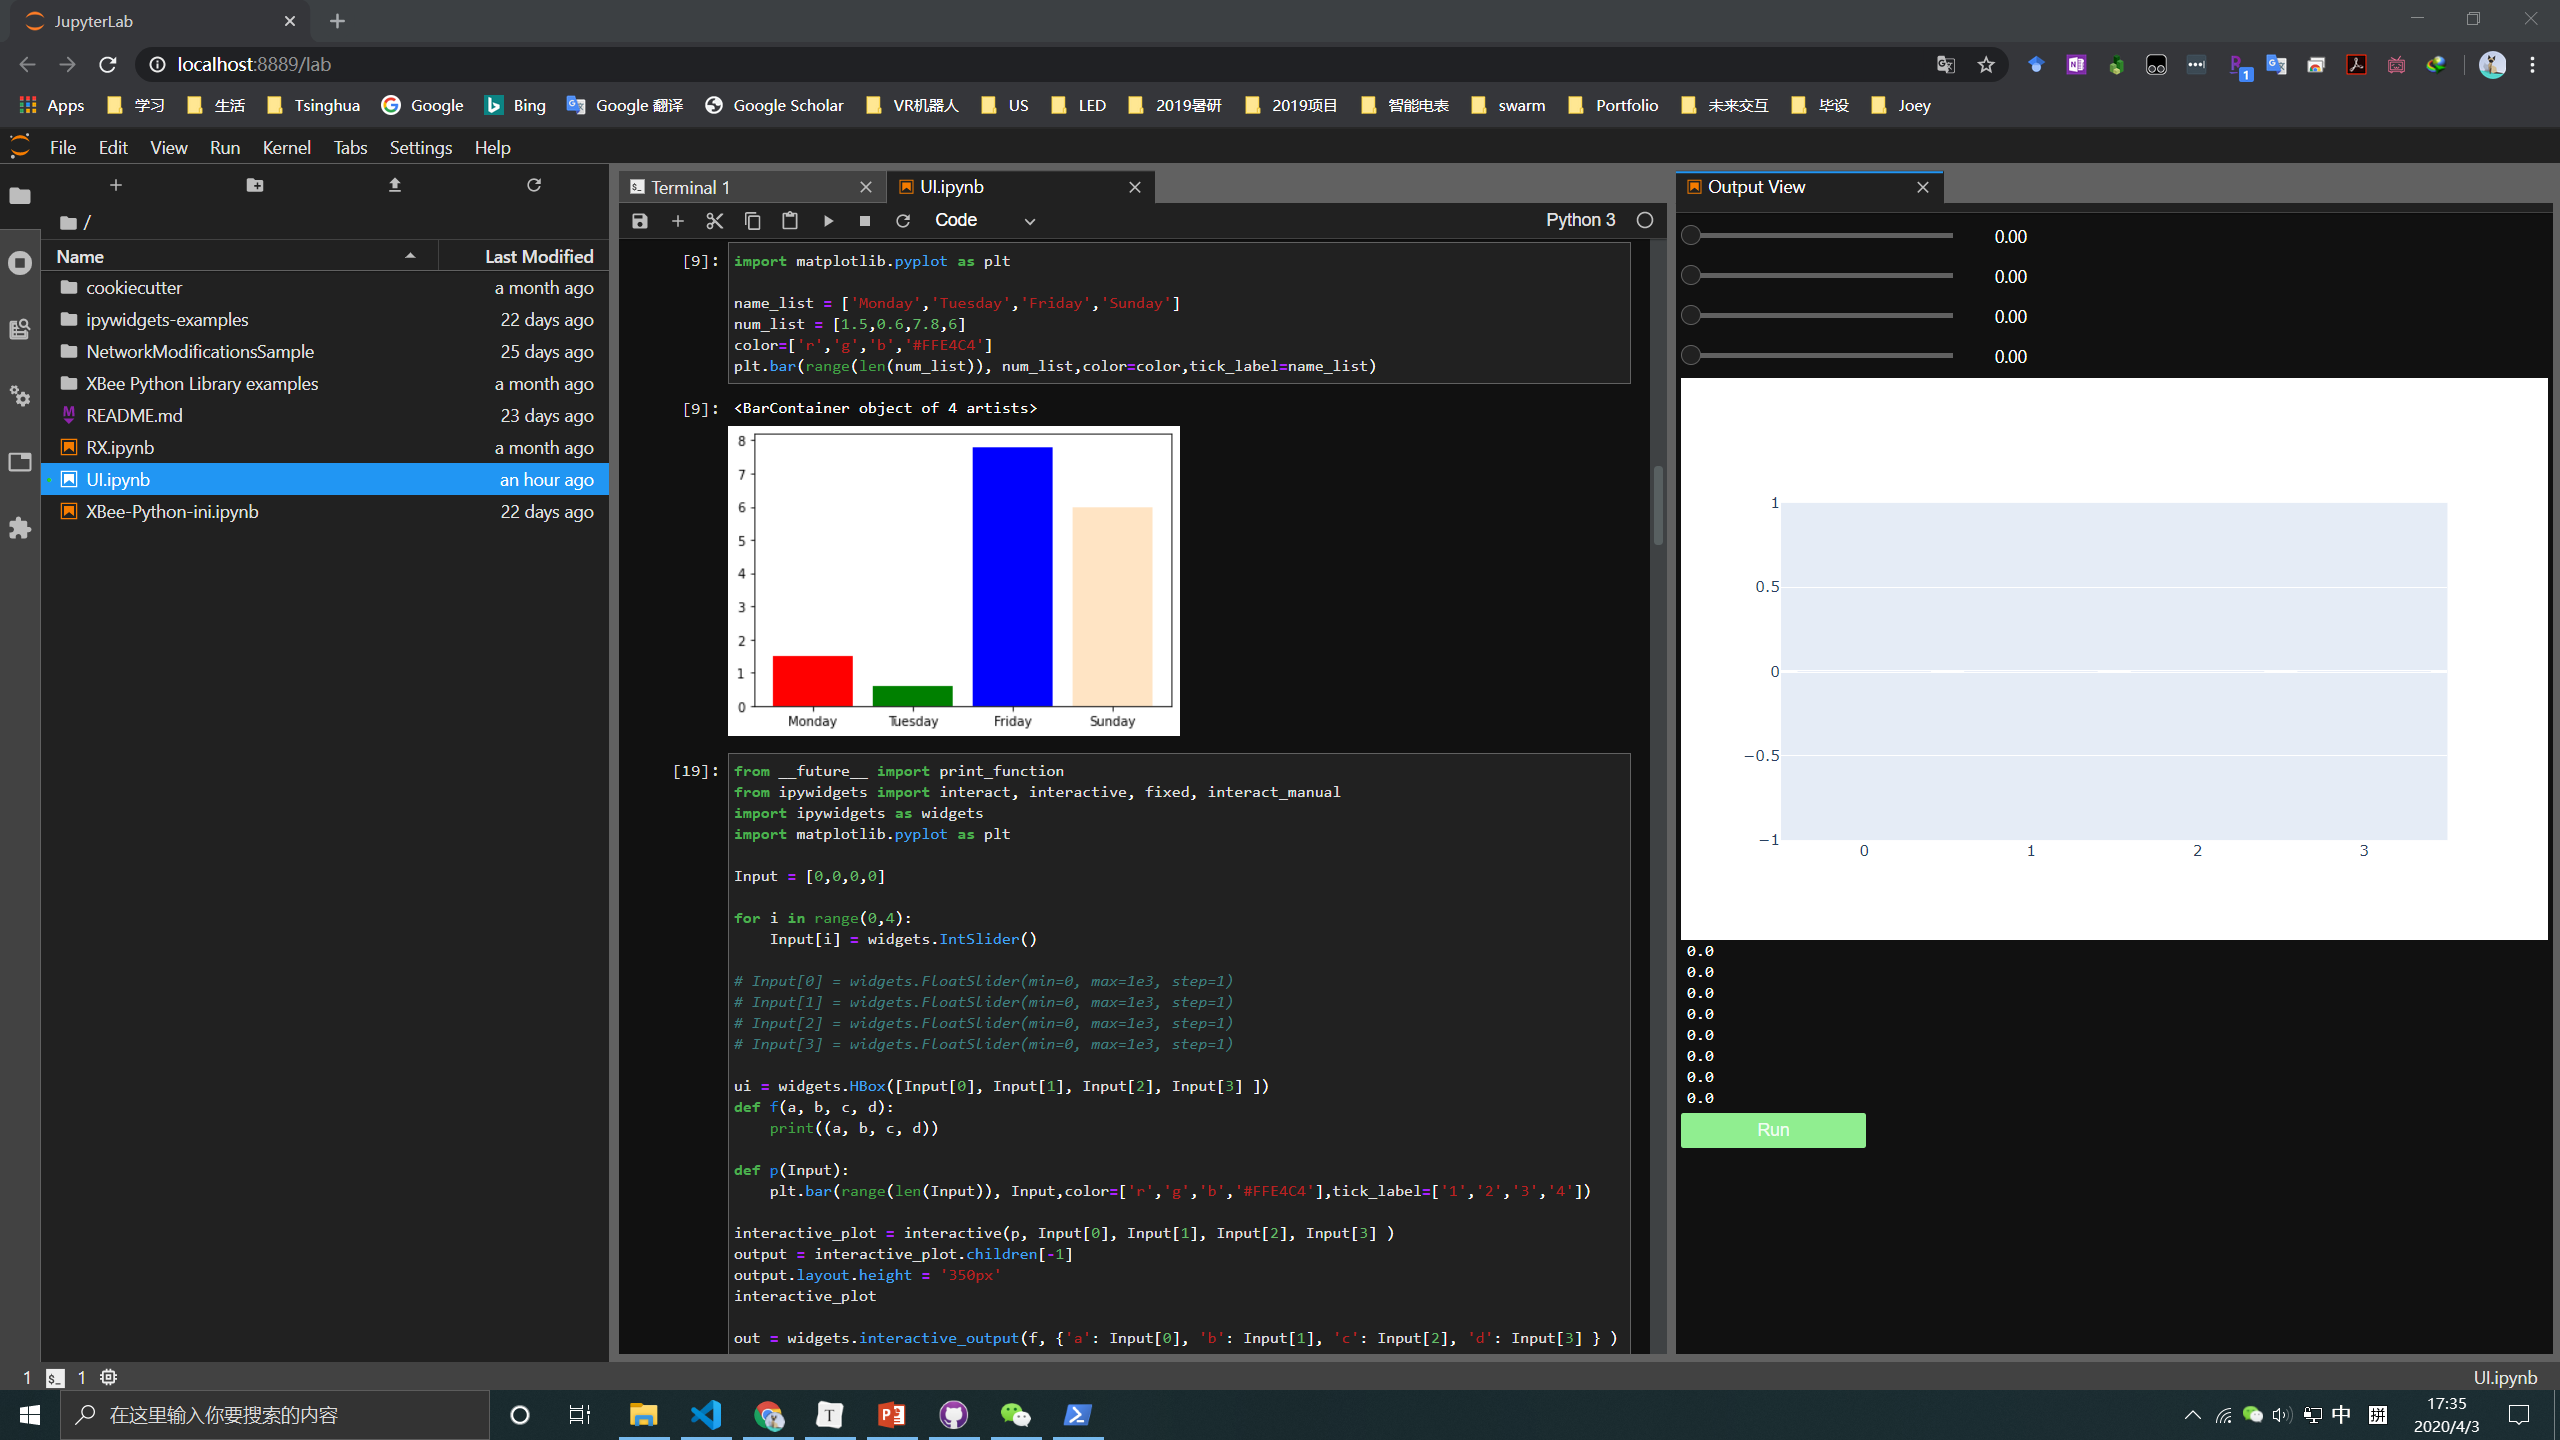 JupyterLab
localhost:8889/lab
Apps 学习 生活 Tsinghua Google Bing Google 翻译 Google Scholar VR机器人 US LED 2019暑研 2019项目 智能电表 swarm Portfolio 未来交互 毕设 Joey
File Edit View Run Kernel Tabs Settings Help
/
Name Last Modified
cookiecutter a month ago
ipywidgets-examples 22 days ago
NetworkModificationsSample 25 days ago
XBee Python Library examples a month ago
README.md 23 days ago
RX.ipynb a month ago
UI.ipynb an hour ago
XBee-Python-ini.ipynb 22 days ago
Terminal 1 UI.ipynb
Code Python 3
[9]: import matplotlib.pyplot as plt
name_list = ['Monday','Tuesday','Friday','Sunday']
num_list = [1.5,0.6,7.8,6]
color=['r','g','b','#FFE4C4']
plt.bar(range(len(num_list)), num_list,color=color,tick_label=name_list)
[9]: <BarContainer object of 4 artists>
8
7
6
5
4
3
2
1
0
Monday Tuesday Friday Sunday
[19]: from __future__ import print_function
from ipywidgets import interact, interactive, fixed, interact_manual
import ipywidgets as widgets
import matplotlib.pyplot as plt
Input = [0,0,0,0]
for i in range(0,4):
    Input[i] = widgets.IntSlider()
# Input[0] = widgets.FloatSlider(min=0, max=1e3, step=1)
# Input[1] = widgets.FloatSlider(min=0, max=1e3, step=1)
# Input[2] = widgets.FloatSlider(min=0, max=1e3, step=1)
# Input[3] = widgets.FloatSlider(min=0, max=1e3, step=1)
ui = widgets.HBox([Input[0], Input[1], Input[2], Input[3] ])
def f(a, b, c, d):
    print((a, b, c, d))
def p(Input):
    plt.bar(range(len(Input)), Input,color=['r','g','b','#FFE4C4'],tick_label=['1','2','3','4'])
interactive_plot = interactive(p, Input[0], Input[1], Input[2], Input[3] )
output = interactive_plot.children[-1]
output.layout.height = '350px'
interactive_plot
out = widgets.interactive_output(f, {'a': Input[0], 'b': Input[1], 'c': Input[2], 'd': Input[3] } )
Output View
0.00
0.00
0.00
0.00
1
0.5
0
−0.5
−1
0 1 2 3
0.0
0.0
0.0
0.0
0.0
0.0
0.0
0.0
Run
1 $_ 1
UI.ipynb
在这里输入你要搜索的内容
中 拼
17:35
2020/4/3